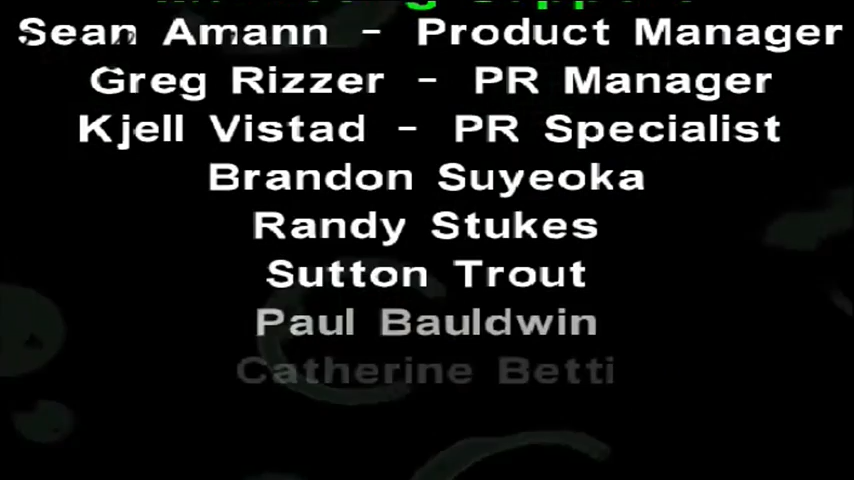 Sean Amann - Product Manager
Greg Rizzer - PR Manager
Kjell Vistad - PR Specialist
Brandon Suyeoka
Randy Stukes
Sutton Trout
Paul Bauldwin
Catherine Betti